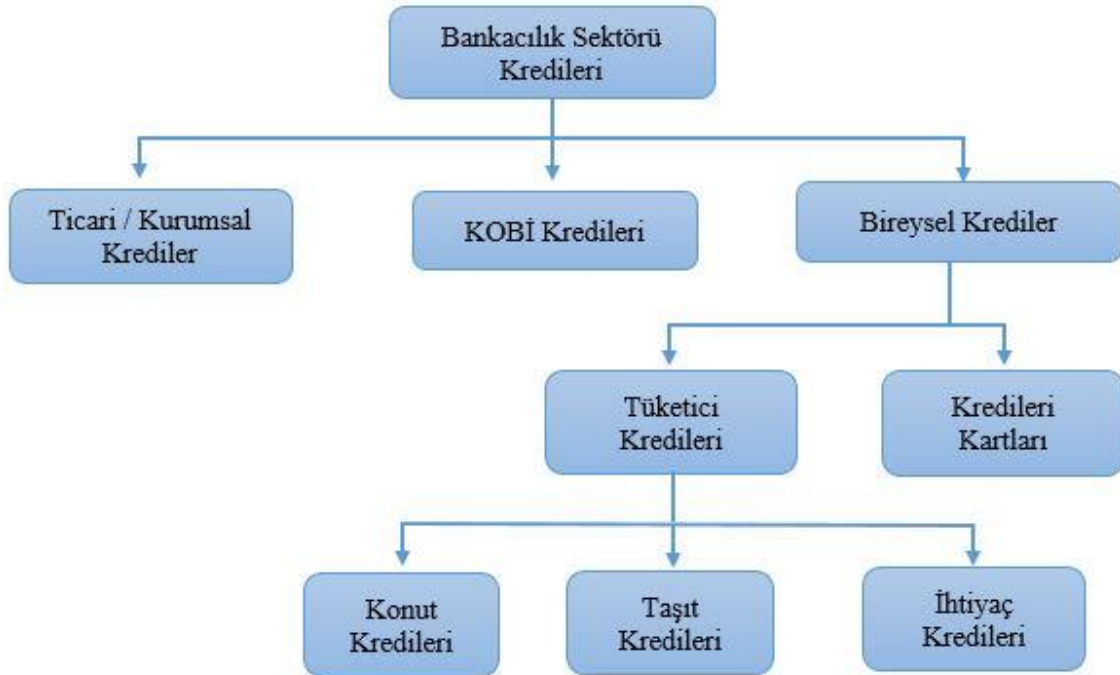 Bankacılık Sektörü
Kredileri
Ticari / Kurumsal
Krediler
KOBİ Kredileri
Bireysel Krediler
Tüketici
Kredileri
Kredileri
Kartları
Konut
Kredileri
Taşıt
Kredileri
İhtiyaç
Kredileri